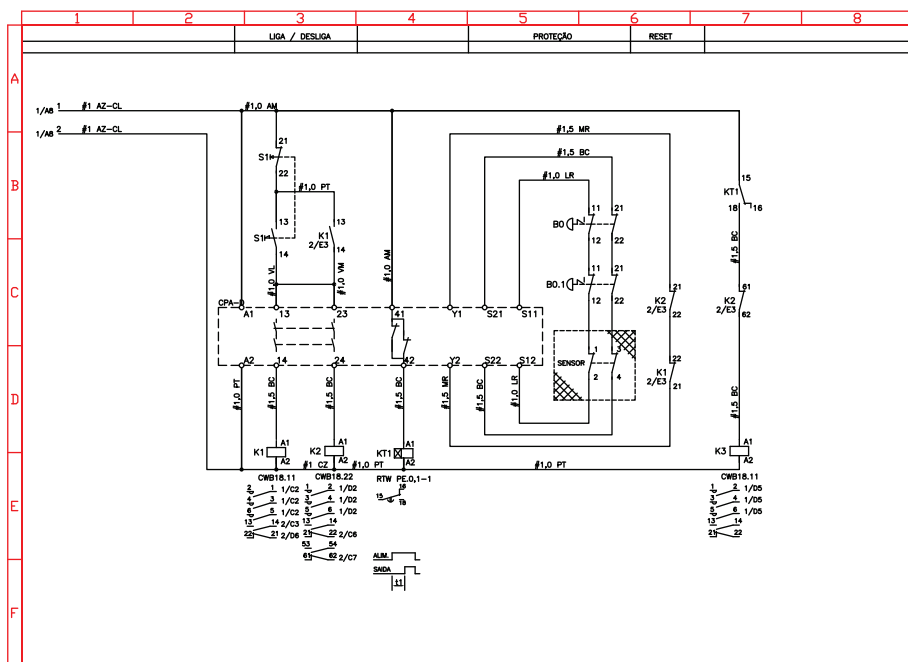 1 2 3 4 5 6 7 8
LIGA / DESLIGA PROTEÇÃO RESET
A
1/A8 1 #1 AZ-CL #1,0 AM
1/A8 2 #1 AZ-CL #1,5 MR
21 #1,5 BC
S1
22 15
B #1,0 PT #1,0 LR KT1
18 16
13 13 11 21
B0
S1 K1
2/E3
14 14 12 22
#1,0 VL #1,0 VM #1,0 AM #1,5 BC
11 21
C B0.1 21 61
K2 2/E3 K2 2/E3
12 22 22 62
CPA-D
A1 13 23 41 Y1 S21 S11
SENSOR 1 3 22
K1
2/E3
A2 14 24 42 Y2 S22 S12 2 4 21
D #1,0 PT #1,5 BC #1,5 BC #1,5 BC #1,5 MR #1,5 BC #1,0 LR #1,5 BC
K1 A1 K2 A1 KT1 A1 K3 A1
A2 A2 A2 A2
#1 CZ #1,0 PT #1,0 PT
CWB18.11 CWB18.22 RTW PE.0,1-1 CWB18.11
2 1 1/C2 1 2 1/D2 16 1 2 1/D5
E 4 3 1/C2 3 4 1/D2 15 T8 3 4 1/D5
6 5 1/C2 5 6 1/D2 5 6 1/D5
13 14 2/C3 13 14 13 14
22 21 2/D6 21 22 2/C6 21 22
53 54
61 62 2/C7 ALIM.
SAIDA
t1
F